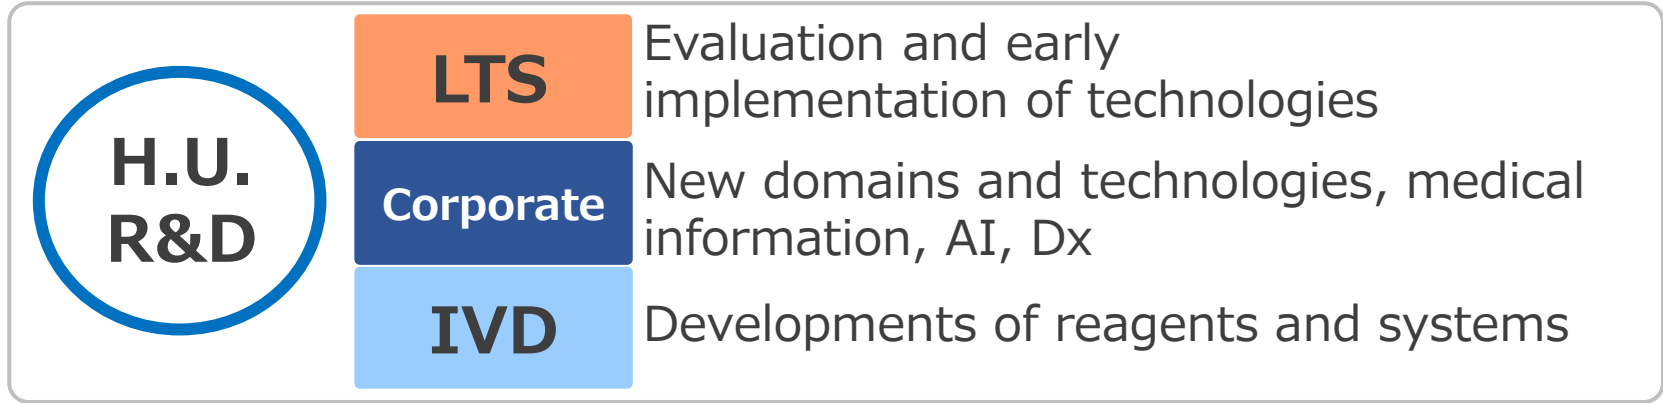 H.U.
R&D
LTS
Evaluation and early
implementation of technologies
Corporate
New domains and technologies, medical
information, AI, Dx
IVD
Developments of reagents and systems